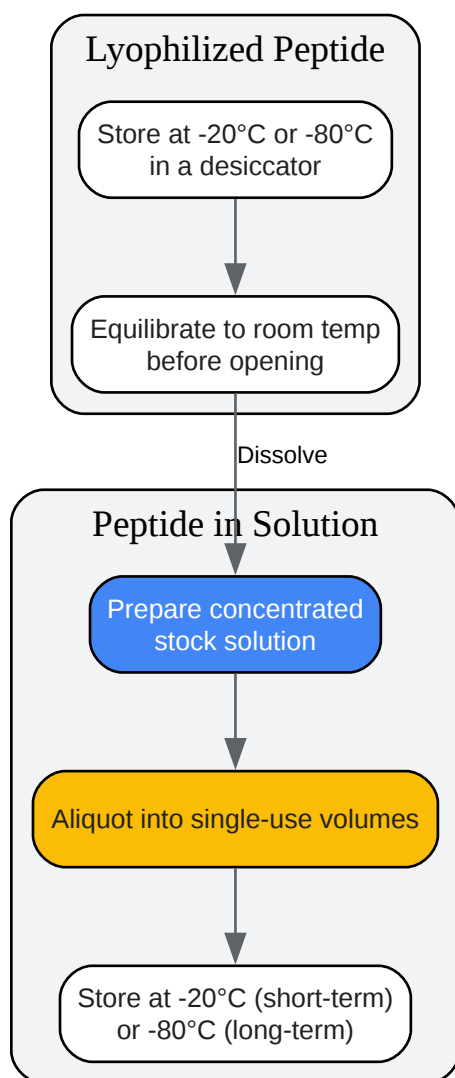 Lyophilized Peptide
Store at -20°C or -80°C
in a desiccator
Equilibrate to room temp
before opening
Dissolve
Peptide in Solution
Prepare concentrated
stock solution
Aliquot into single-use volumes
Store at -20°C (short-term)
or -80°C (long-term)